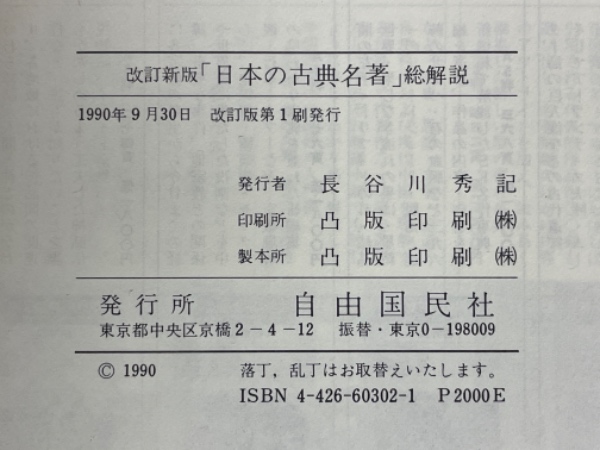 改訂新版「日本の古典名著」総解説
1990年9月30日 改訂版第1刷発行
発行者 長谷川秀記
印刷所 凸版印刷㈱
製本所 凸版印刷㈱
発行所 自由国民社
東京都中央区京橋2-4-12 振替・東京0-198009
© 1990 落丁，乱丁はお取替えいたします。
ISBN 4-426-60302-1 P2000E